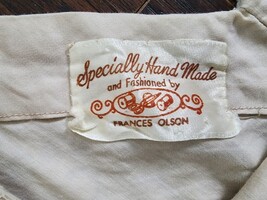 Specially Hand Made
and Fashioned by
FRANCES OLSON